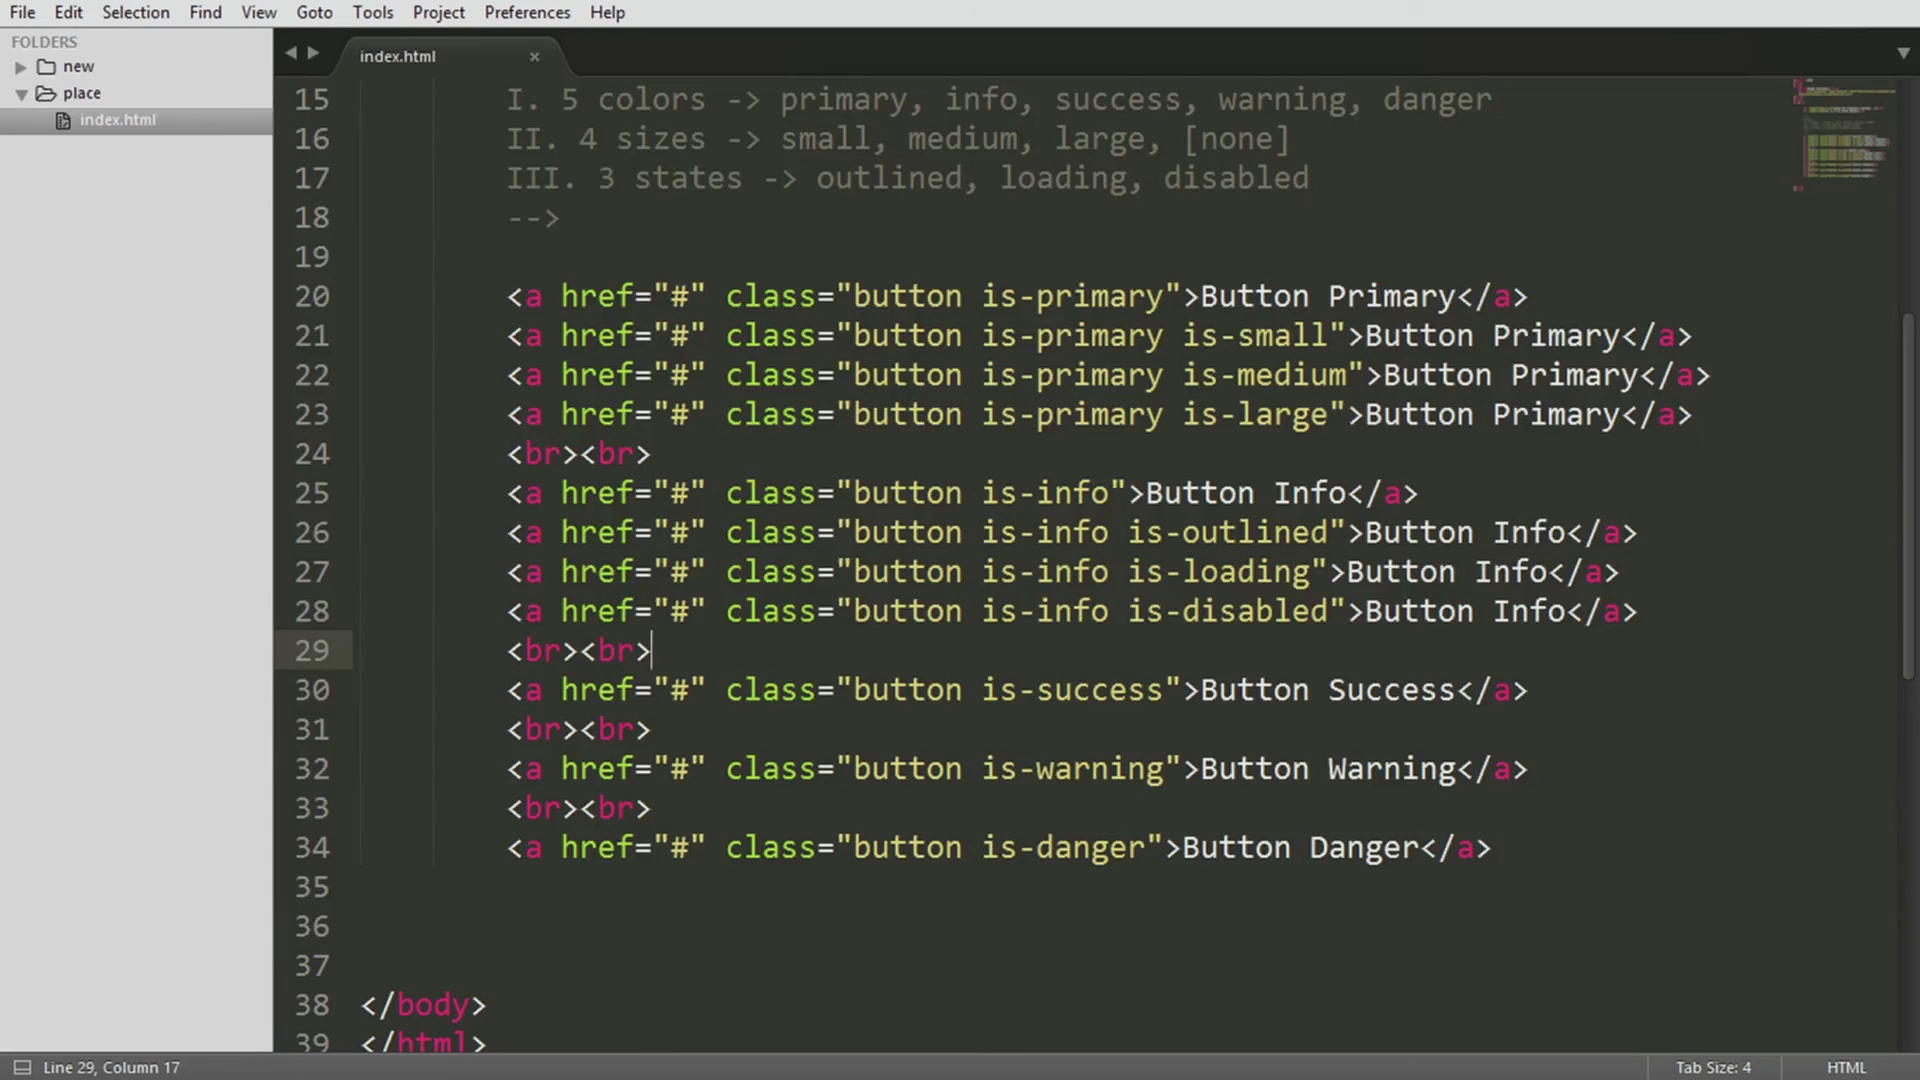 File Edit Selection Find View Goto Tools Project Preferences Help
FOLDERS
new
place
index.html
index.html
15 I. 5 colors -> primary, info, success, warning, danger
16 II. 4 sizes -> small, medium, large, [none]
17 III. 3 states -> outlined, loading, disabled
18 -->
19
20 <a href="#" class="button is-primary">Button Primary</a>
21 <a href="#" class="button is-primary is-small">Button Primary</a>
22 <a href="#" class="button is-primary is-medium">Button Primary</a>
23 <a href="#" class="button is-primary is-large">Button Primary</a>
24 <br><br>
25 <a href="#" class="button is-info">Button Info</a>
26 <a href="#" class="button is-info is-outlined">Button Info</a>
27 <a href="#" class="button is-info is-loading">Button Info</a>
28 <a href="#" class="button is-info is-disabled">Button Info</a>
29 <br><br>
30 <a href="#" class="button is-success">Button Success</a>
31 <br><br>
32 <a href="#" class="button is-warning">Button Warning</a>
33 <br><br>
34 <a href="#" class="button is-danger">Button Danger</a>
35
36
37
38 </body>
39 </html>
Line 29, Column 17 Tab Size: 4 HTML